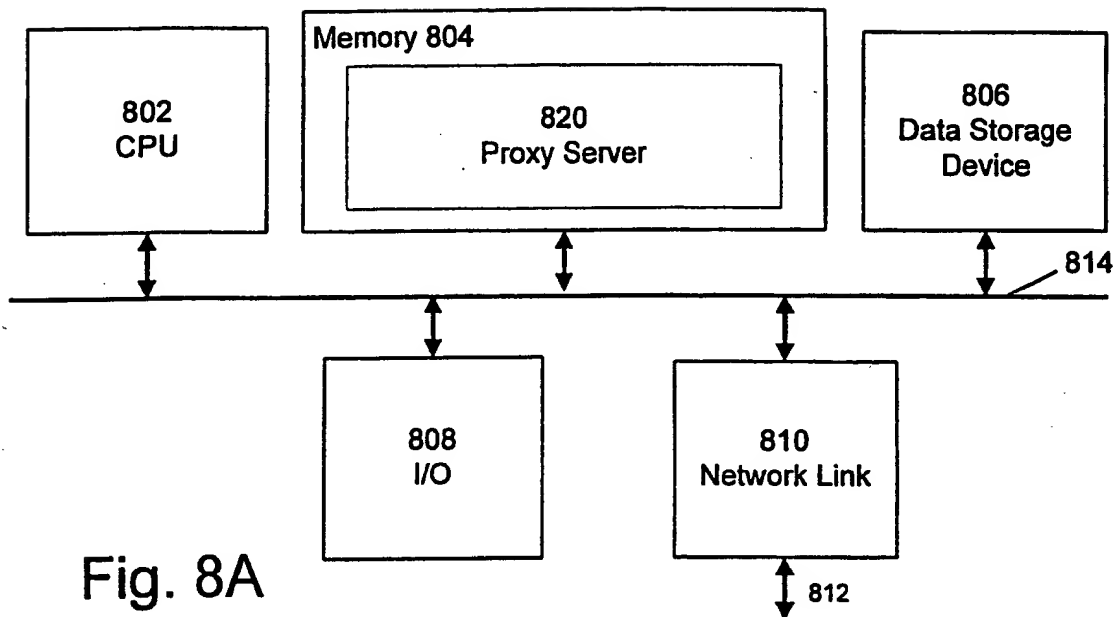 Memory 804
802
CPU
820
Proxy Server
806
Data Storage
Device
814
808
I/O
810
Network Link
812
Fig. 8A